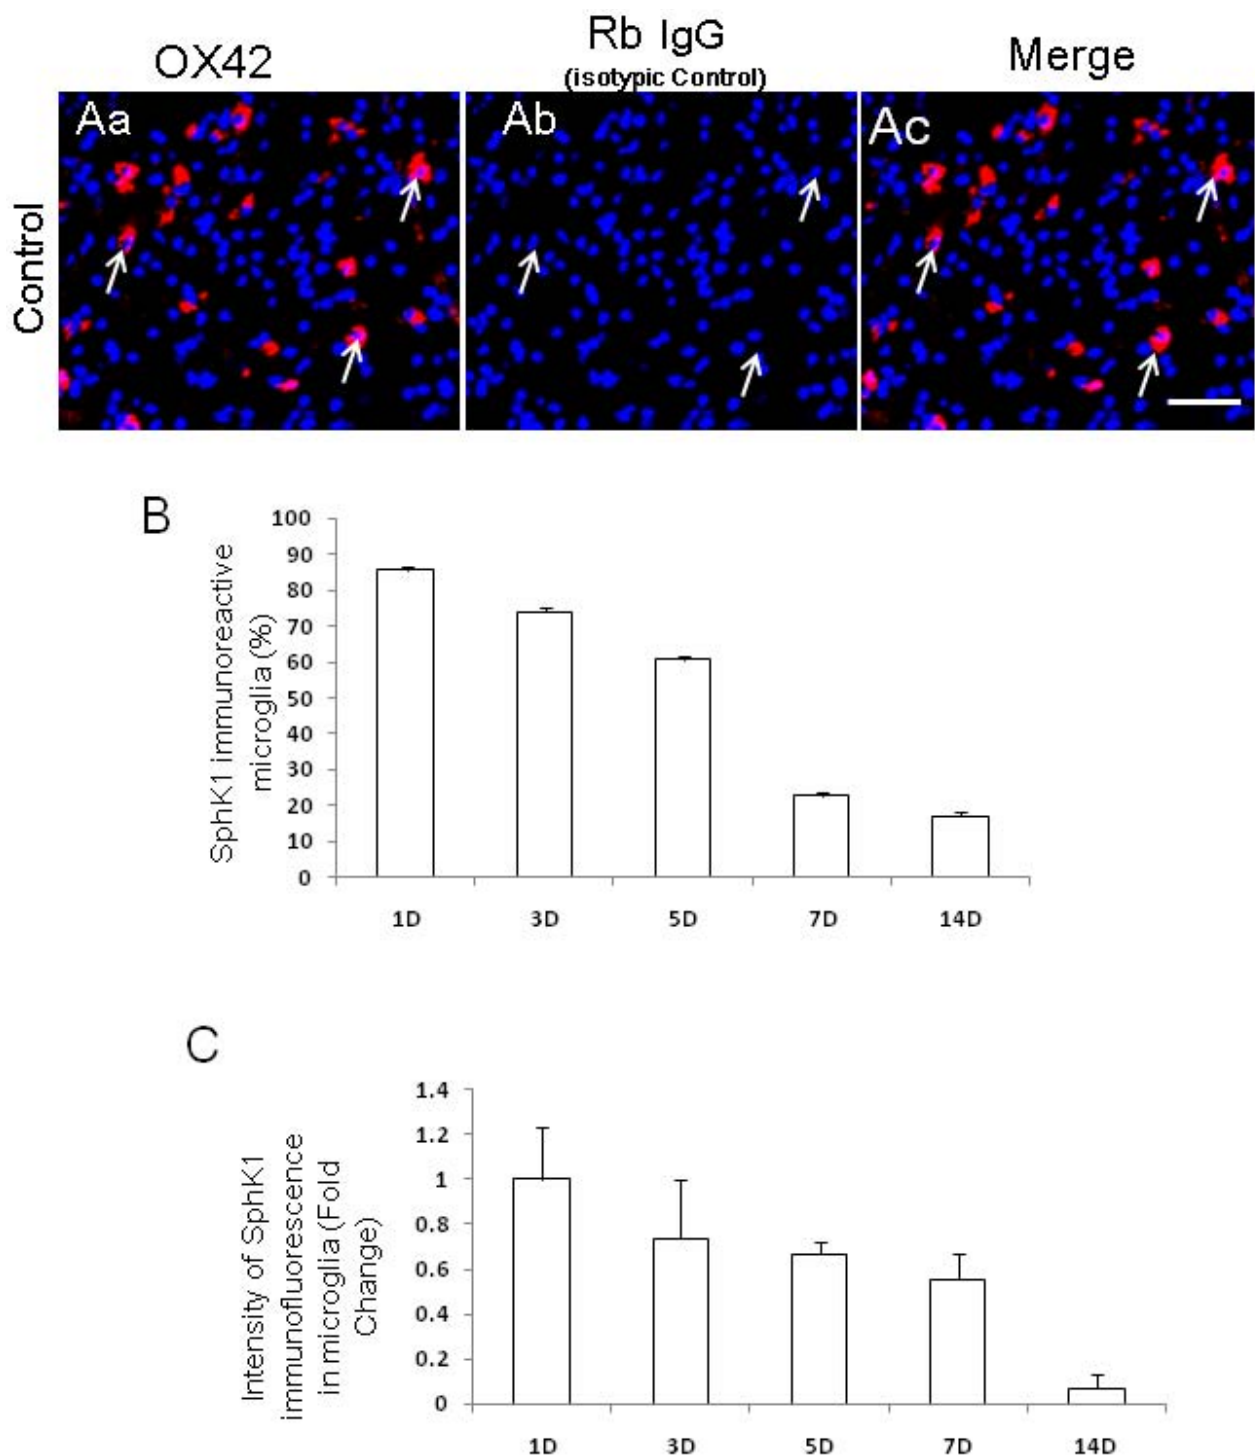 OX42
Rb IgG
(isotypic Control)
Merge
Control
Aa
Ab
Ac
B
SphK1 immunoreactive
microglia (%)
100
90
80
70
60
50
40
30
20
10
0
1D
3D
5D
7D
14D
C
Intensity of SphK1
immunofluorescence
in microglia (Fold
Change)
1.4
1.2
1
0.8
0.6
0.4
0.2
0
1D
3D
5D
7D
14D